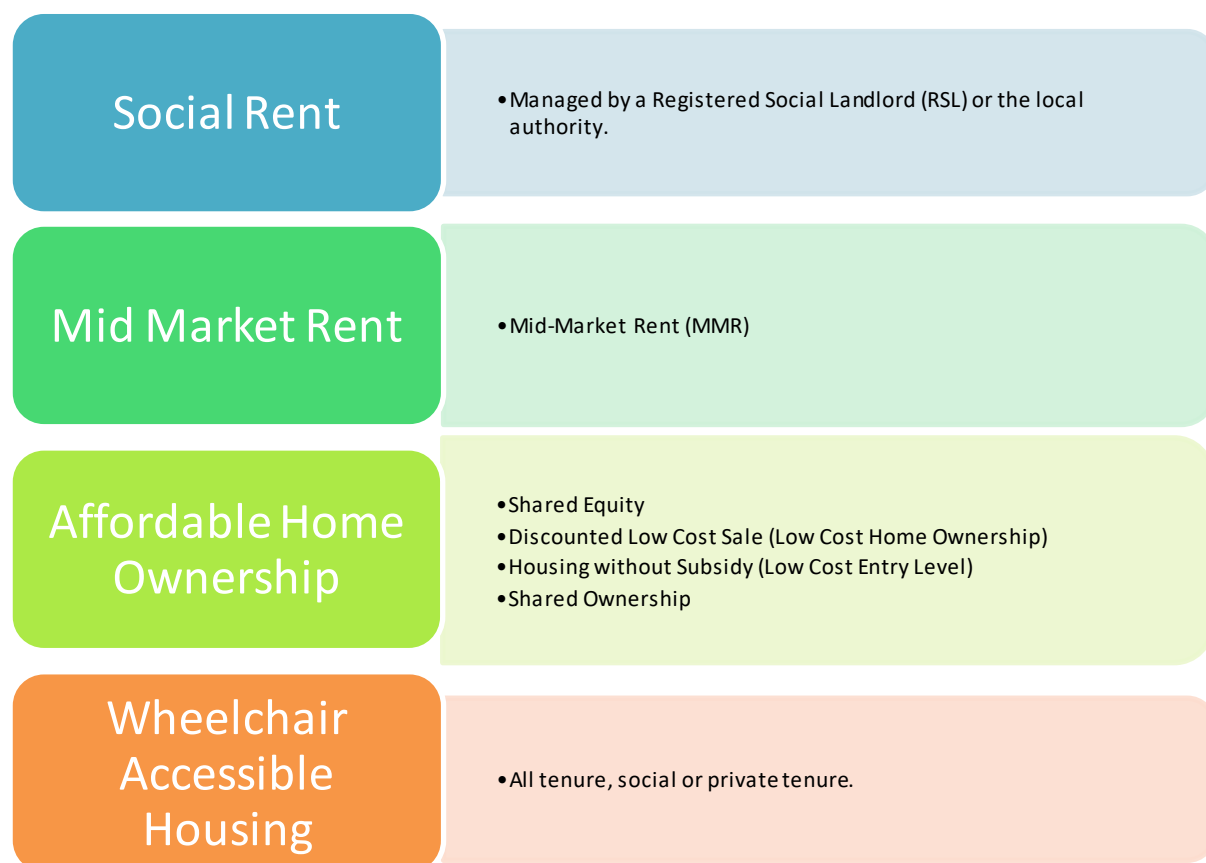 Social Rent
•Managed by a Registered Social Landlord (RSL) or the local
authority.
Mid Market Rent
•Mid-Market Rent (MMR)
Affordable Home
Ownership
•Shared Equity
•Discounted Low Cost Sale (Low Cost Home Ownership)
•Housing without Subsidy (Low Cost Entry Level)
•Shared Ownership
Wheelchair
Accessible
Housing
•All tenure, social or private tenure.